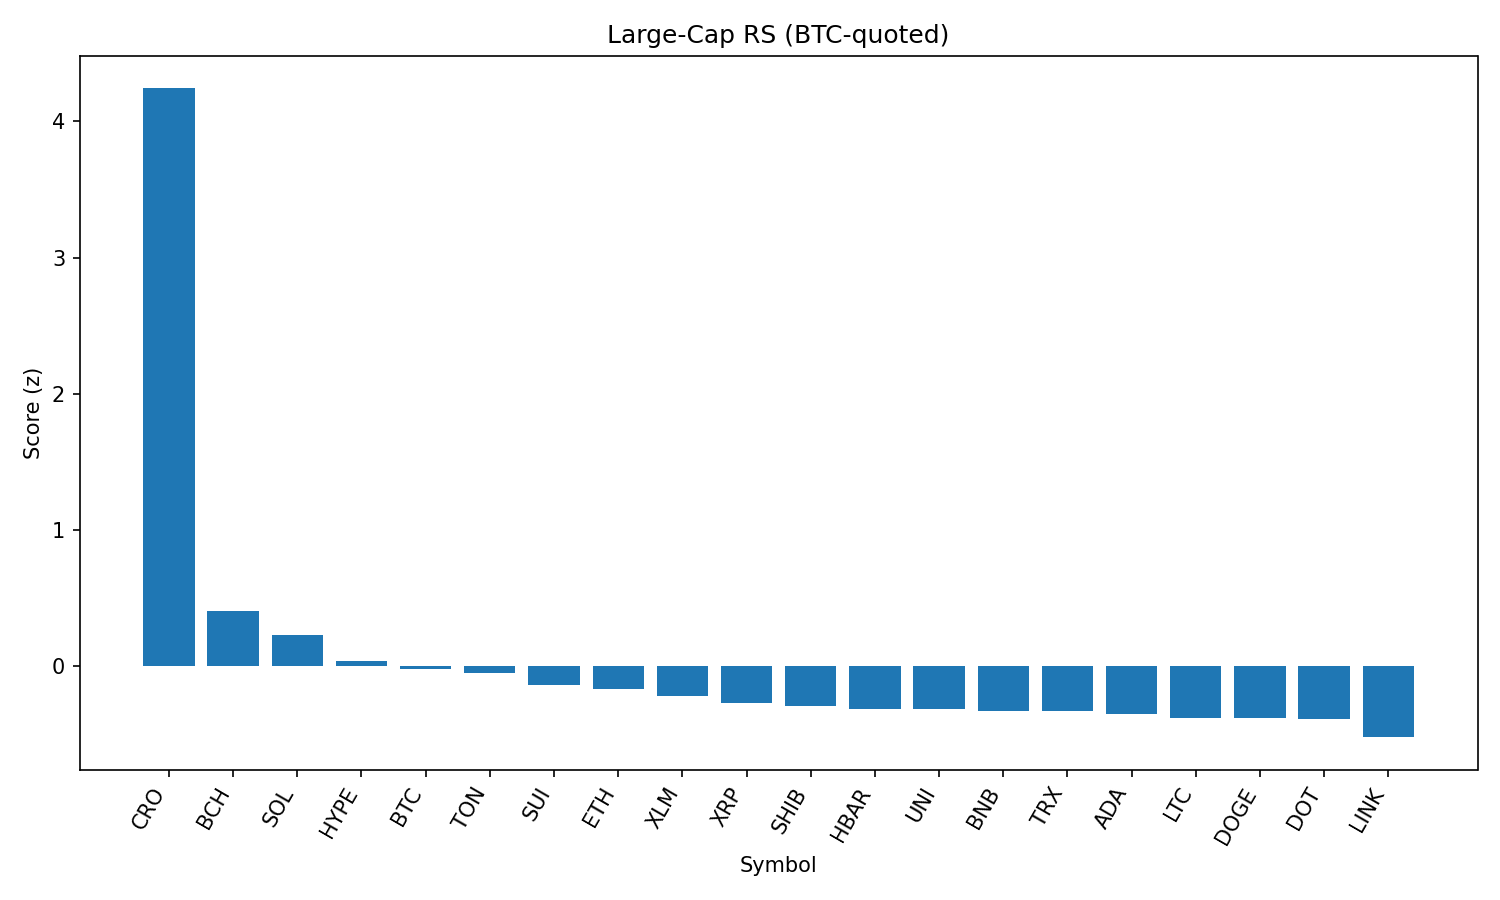 Large-Cap RS (BTC-quoted)
Score (z)
4
3
2
1
0
CRO
BCH
SOL
HYPE
BTC
TON
SUI
ETH
XLM
XRP
SHIB
HBAR
UNI
BNB
TRX
ADA
LTC
DOGE
DOT
LINK
Symbol